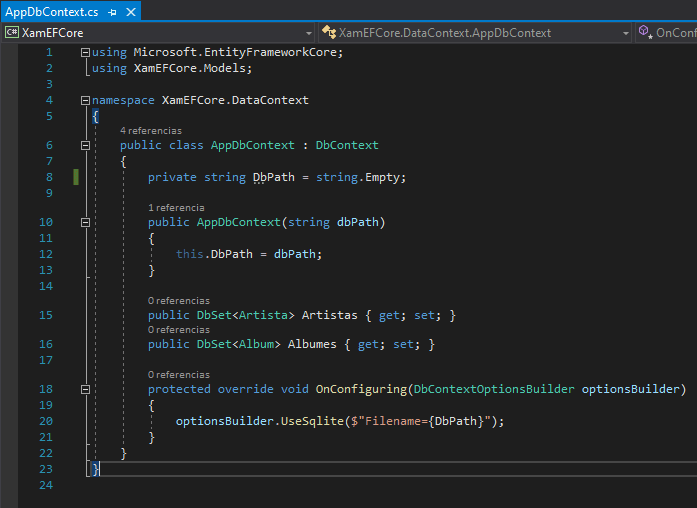 AppDbContext.cs
C# XamEFCore XamEFCore.DataContext.AppDbContext OnConf
1 using Microsoft.EntityFrameworkCore;
2 using XamEFCore.Models;
3
4 namespace XamEFCore.DataContext
5 {
4 referencias
6 public class AppDbContext : DbContext
7 {
8 private string DbPath = string.Empty;
9
1 referencia
10 public AppDbContext(string dbPath)
11 {
12 this.DbPath = dbPath;
13 }
14
0 referencias
15 public DbSet<Artista> Artistas { get; set; }
0 referencias
16 public DbSet<Album> Albumes { get; set; }
17
0 referencias
18 protected override void OnConfiguring(DbContextOptionsBuilder optionsBuilder)
19 {
20 optionsBuilder.UseSqlite($"Filename={DbPath}");
21 }
22 }
23 }
24